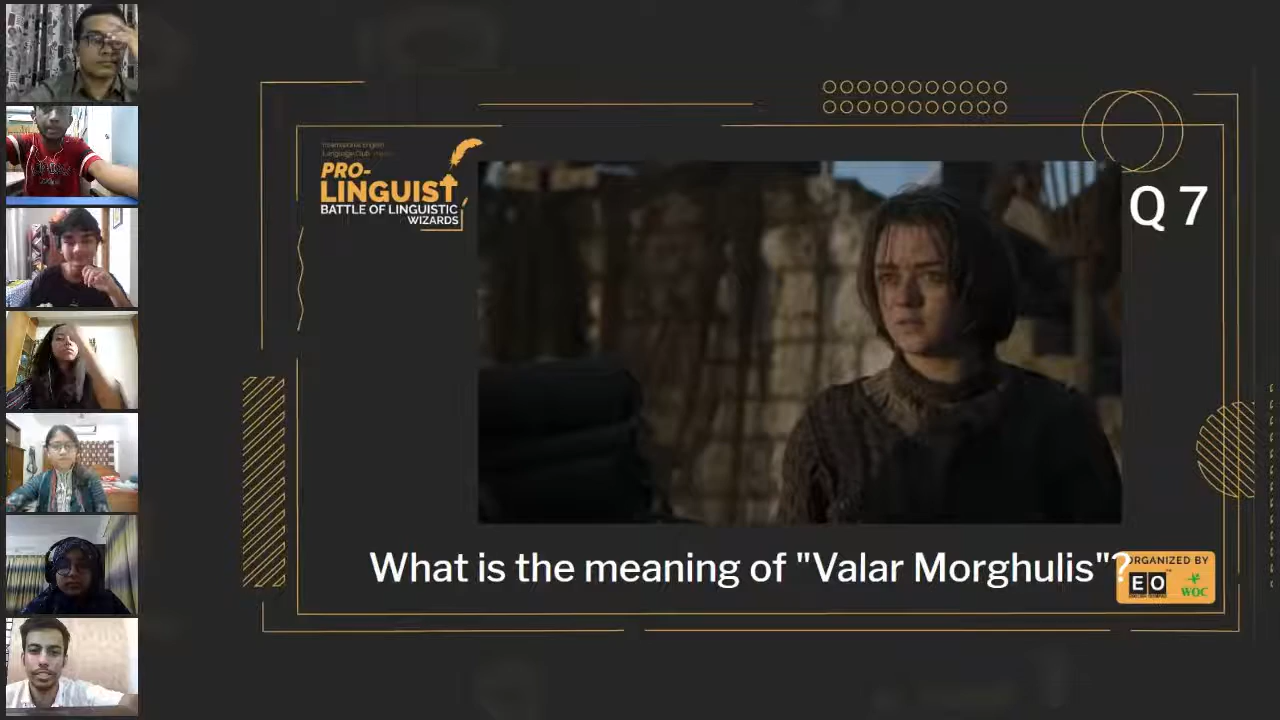 PRO-
LINGUIST
BATTLE OF LINGUISTIC
WIZARDS
Q 7
What is the meaning of "Valar Morghulis"?
ORGANIZED BY
EO
WOC